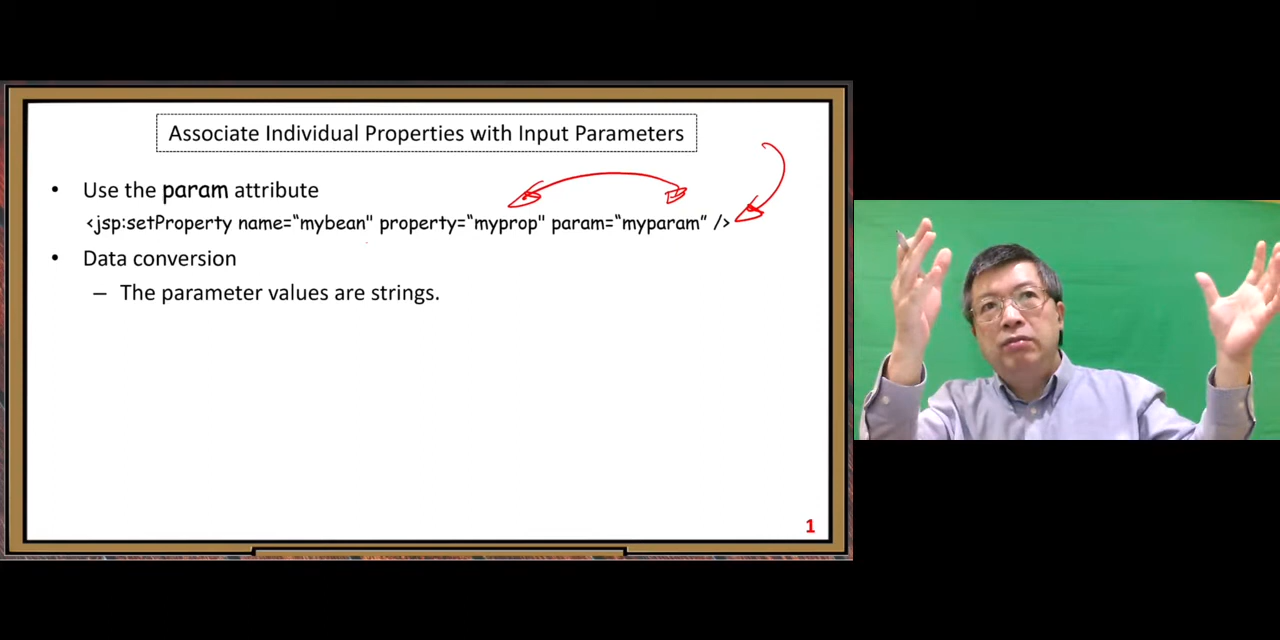 Associate Individual Properties with Input Parameters
• Use the param attribute
<jsp:setProperty name=“mybean" property=“myprop" param=“myparam” />
• Data conversion
– The parameter values are strings.
1